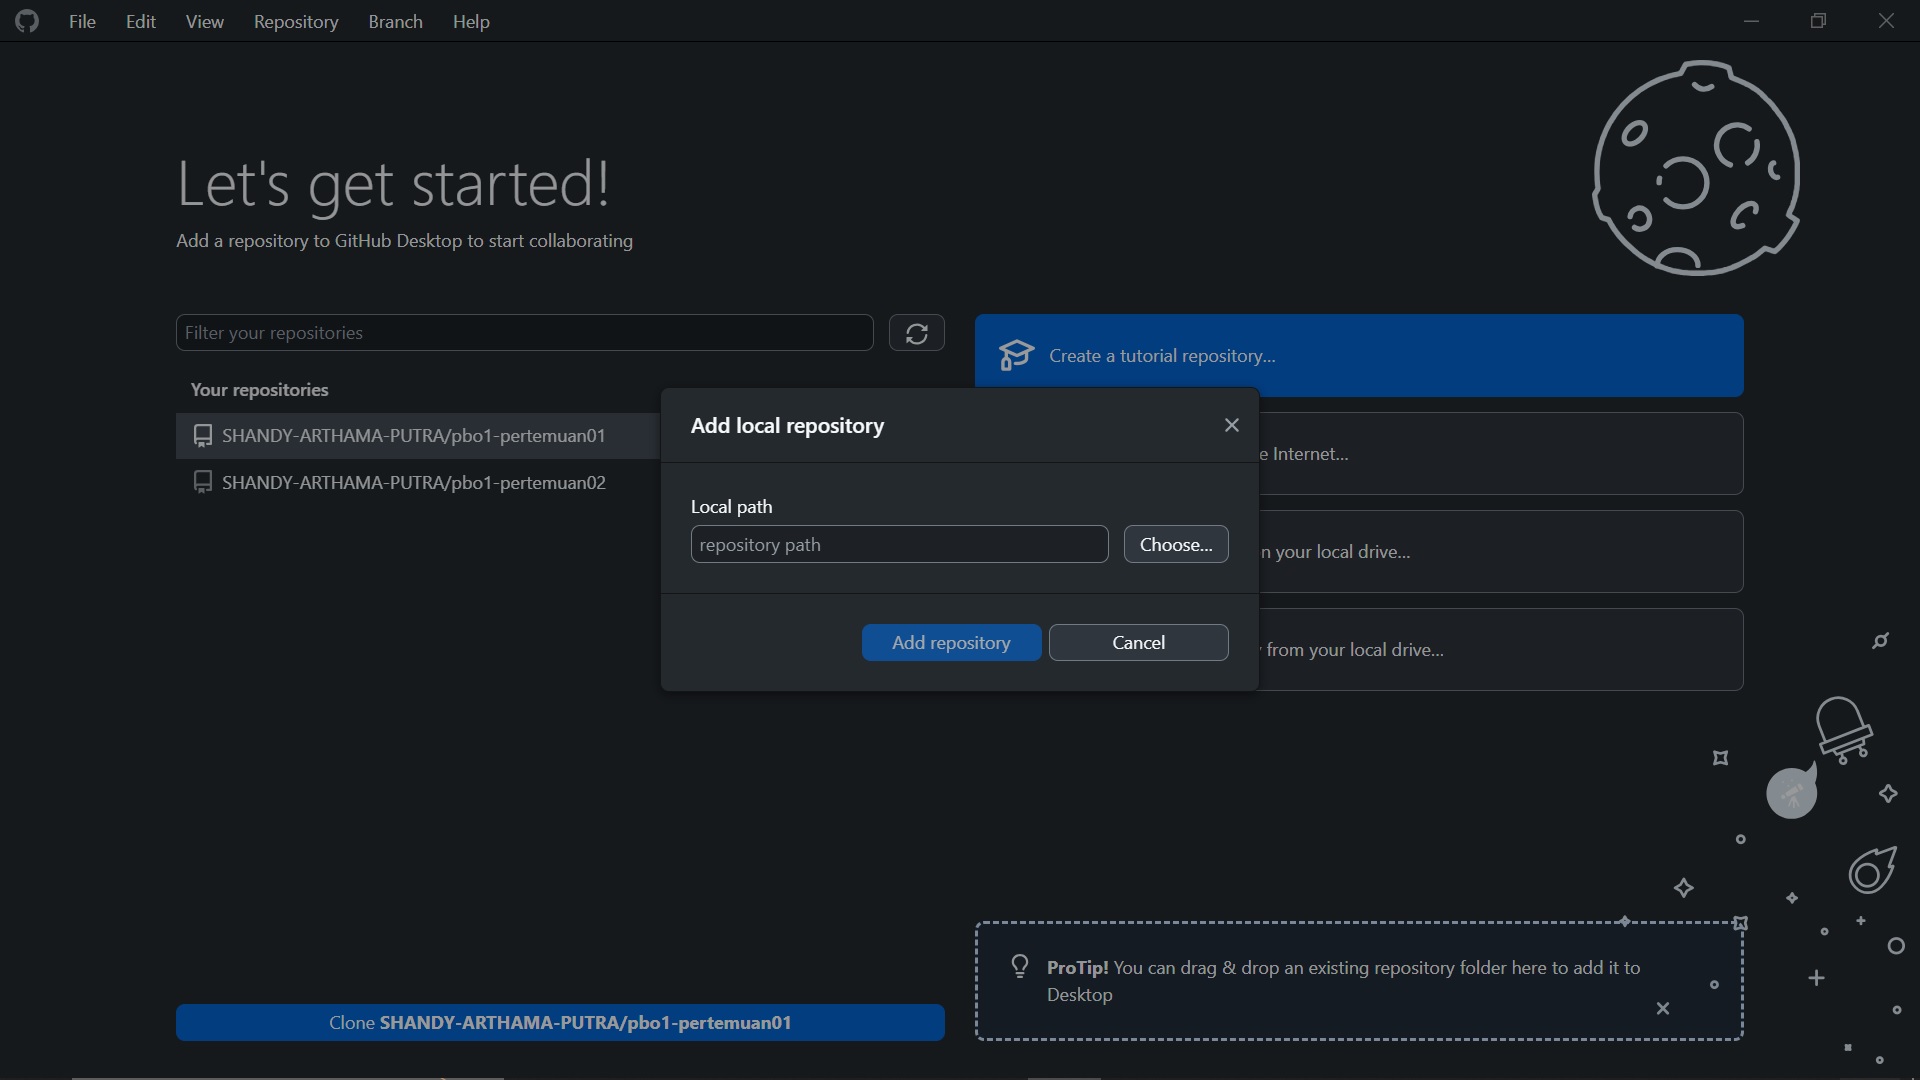 File Edit View Repository Branch Help
Let's get started!
Add a repository to GitHub Desktop to start collaborating
Filter your repositories
Your repositories
SHANDY-ARTHAMA-PUTRA/pbo1-pertemuan01
SHANDY-ARTHAMA-PUTRA/pbo1-pertemuan02
Clone SHANDY-ARTHAMA-PUTRA/pbo1-pertemuan01
Create a tutorial repository...
e Internet...
n your local drive...
from your local drive...
Add local repository
Local path
repository path
Choose...
Add repository
Cancel
ProTip! You can drag & drop an existing repository folder here to add it to
Desktop